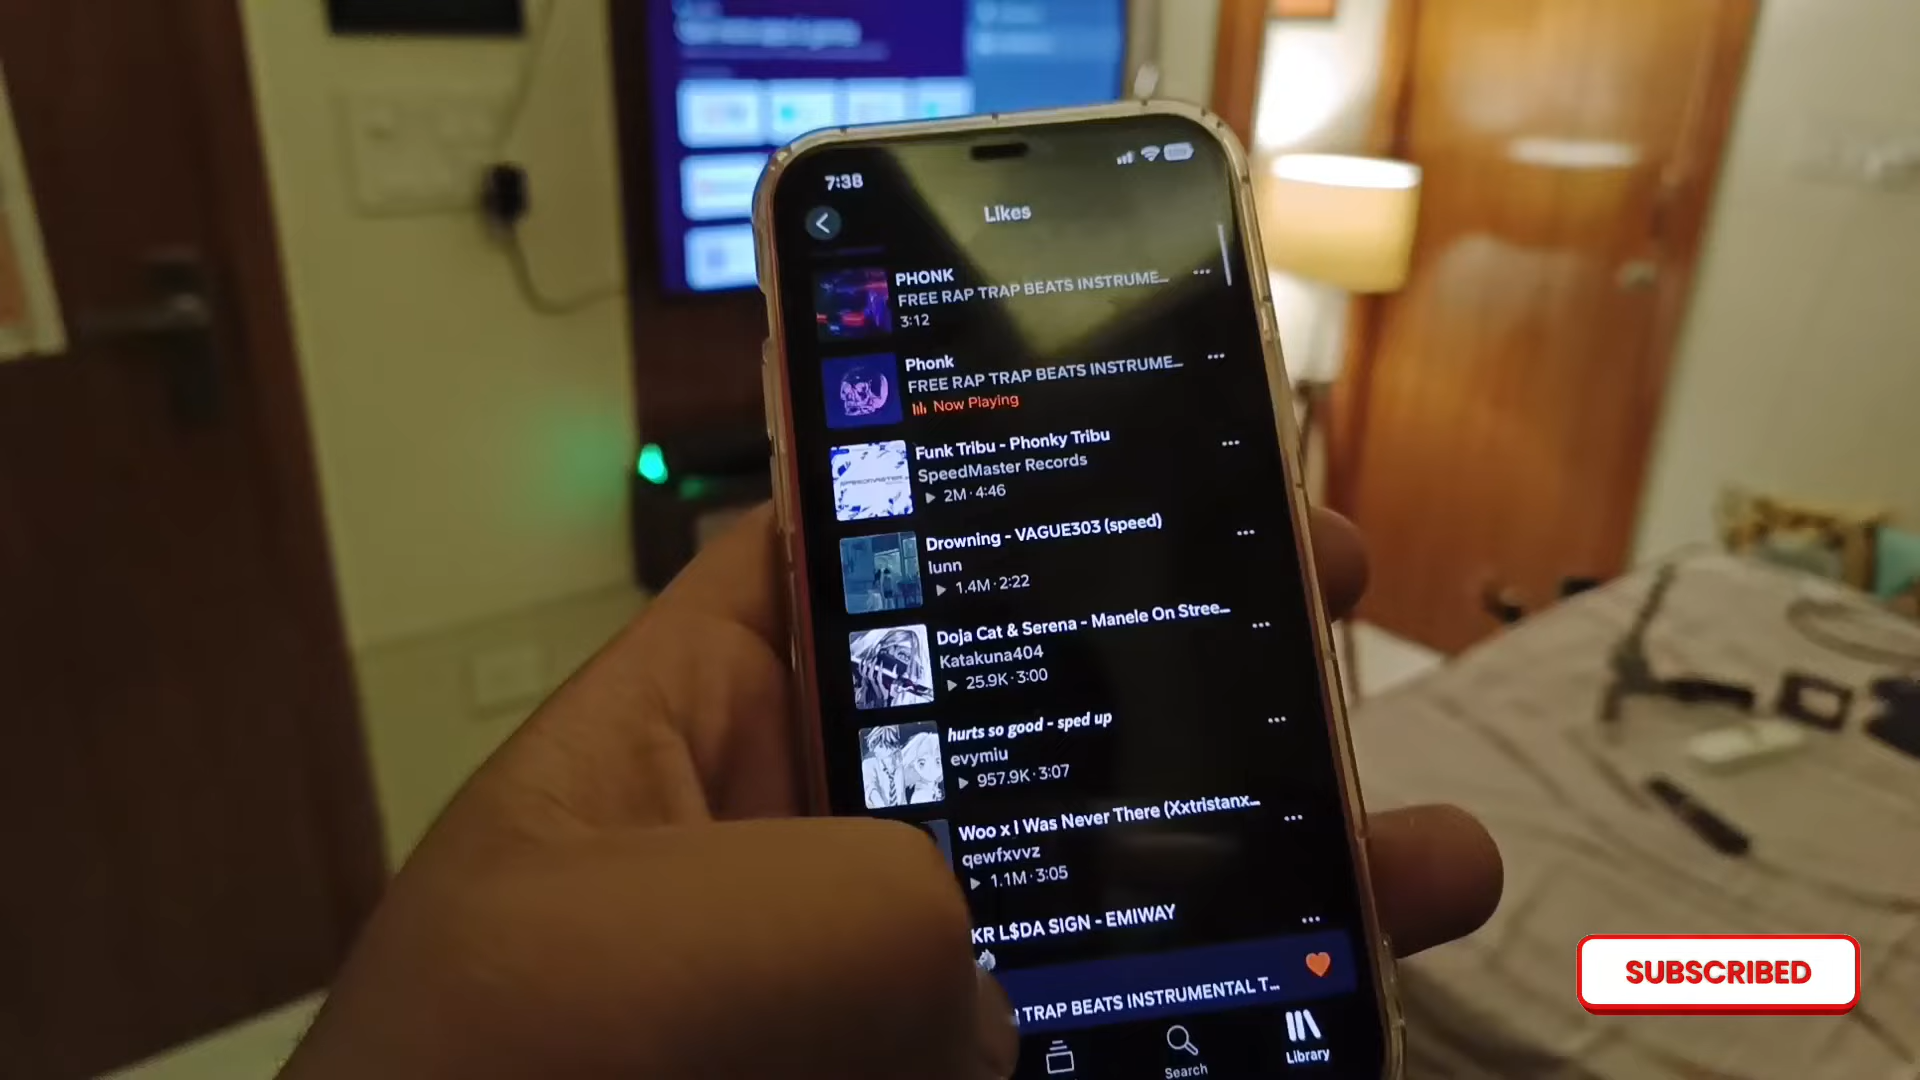 7:38
Likes
PHONK
FREE RAP TRAP BEATS INSTRUME...
3:12
Phonk
FREE RAP TRAP BEATS INSTRUME...
Now Playing
Funk Tribu - Phonky Tribu
SpeedMaster Records
2M · 4:46
Drowning - VAGUE303 (speed)
lunn
1.4M · 2:22
Doja Cat & Serena - Manele On Stree...
Katakuna404
25.9K · 3:00
hurts so good - sped up
evymiu
957.9K · 3:07
Woo x I Was Never There (Xxtristanx...
qewfxvvz
1.1M · 3:05
KR L$DA SIGN - EMIWAY
TRAP BEATS INSTRUMENTAL T...
Search
Library
SUBSCRIBED